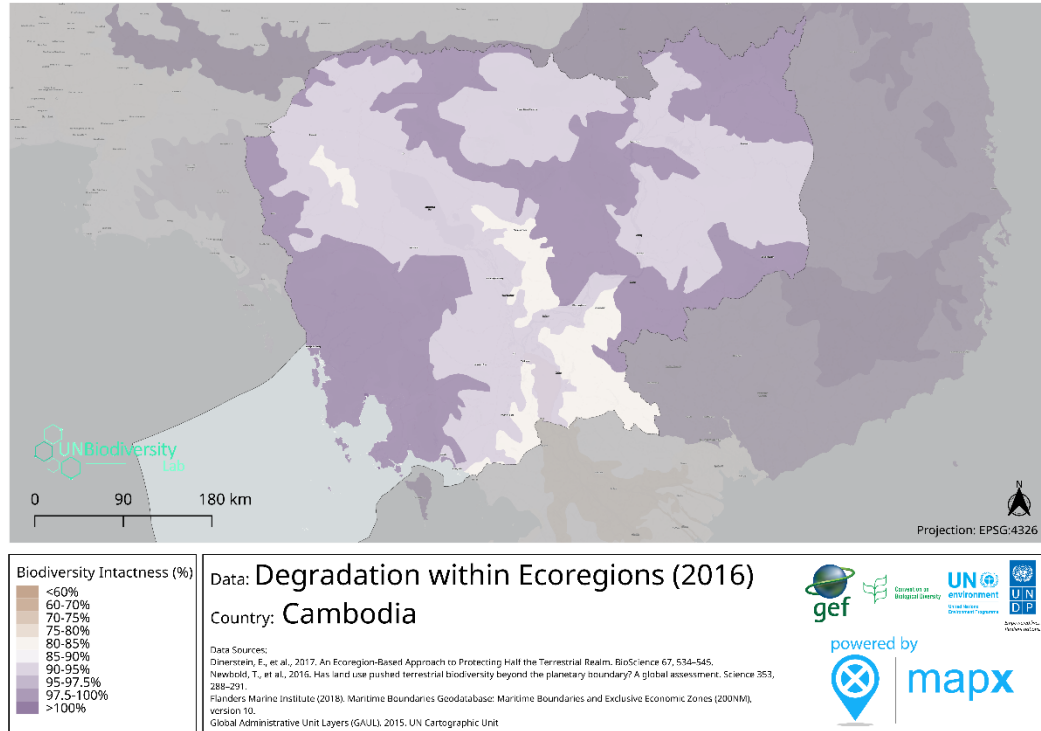 UNBiodiversity
Lab
0 90 180 km
N
Projection: EPSG:4326
Biodiversity Intactness (%)
<60%
60-70%
70-75%
75-80%
80-85%
85-90%
90-95%
95-97.5%
97.5-100%
>100%
Data: Degradation within Ecoregions (2016)
Country: Cambodia
Data Sources:
Dinerstein, E., et al., 2017. An Ecoregion-Based Approach to Protecting Half the Terrestrial Realm. BioScience 67, 534–545.
Newbold, T., et al., 2016. Has land use pushed terrestrial biodiversity beyond the planetary boundary? A global assessment. Science 353,
288–291.
Flanders Marine Institute (2018). Maritime Boundaries Geodatabase: Maritime Boundaries and Exclusive Economic Zones (200NM),
version 10.
Global Administrative Unit Layers (GAUL). 2015. UN Cartographic Unit
gef
Convention on
Biological Diversity
UN
environment
United Nations
Environment Programme
U N
D P
powered by
mapx